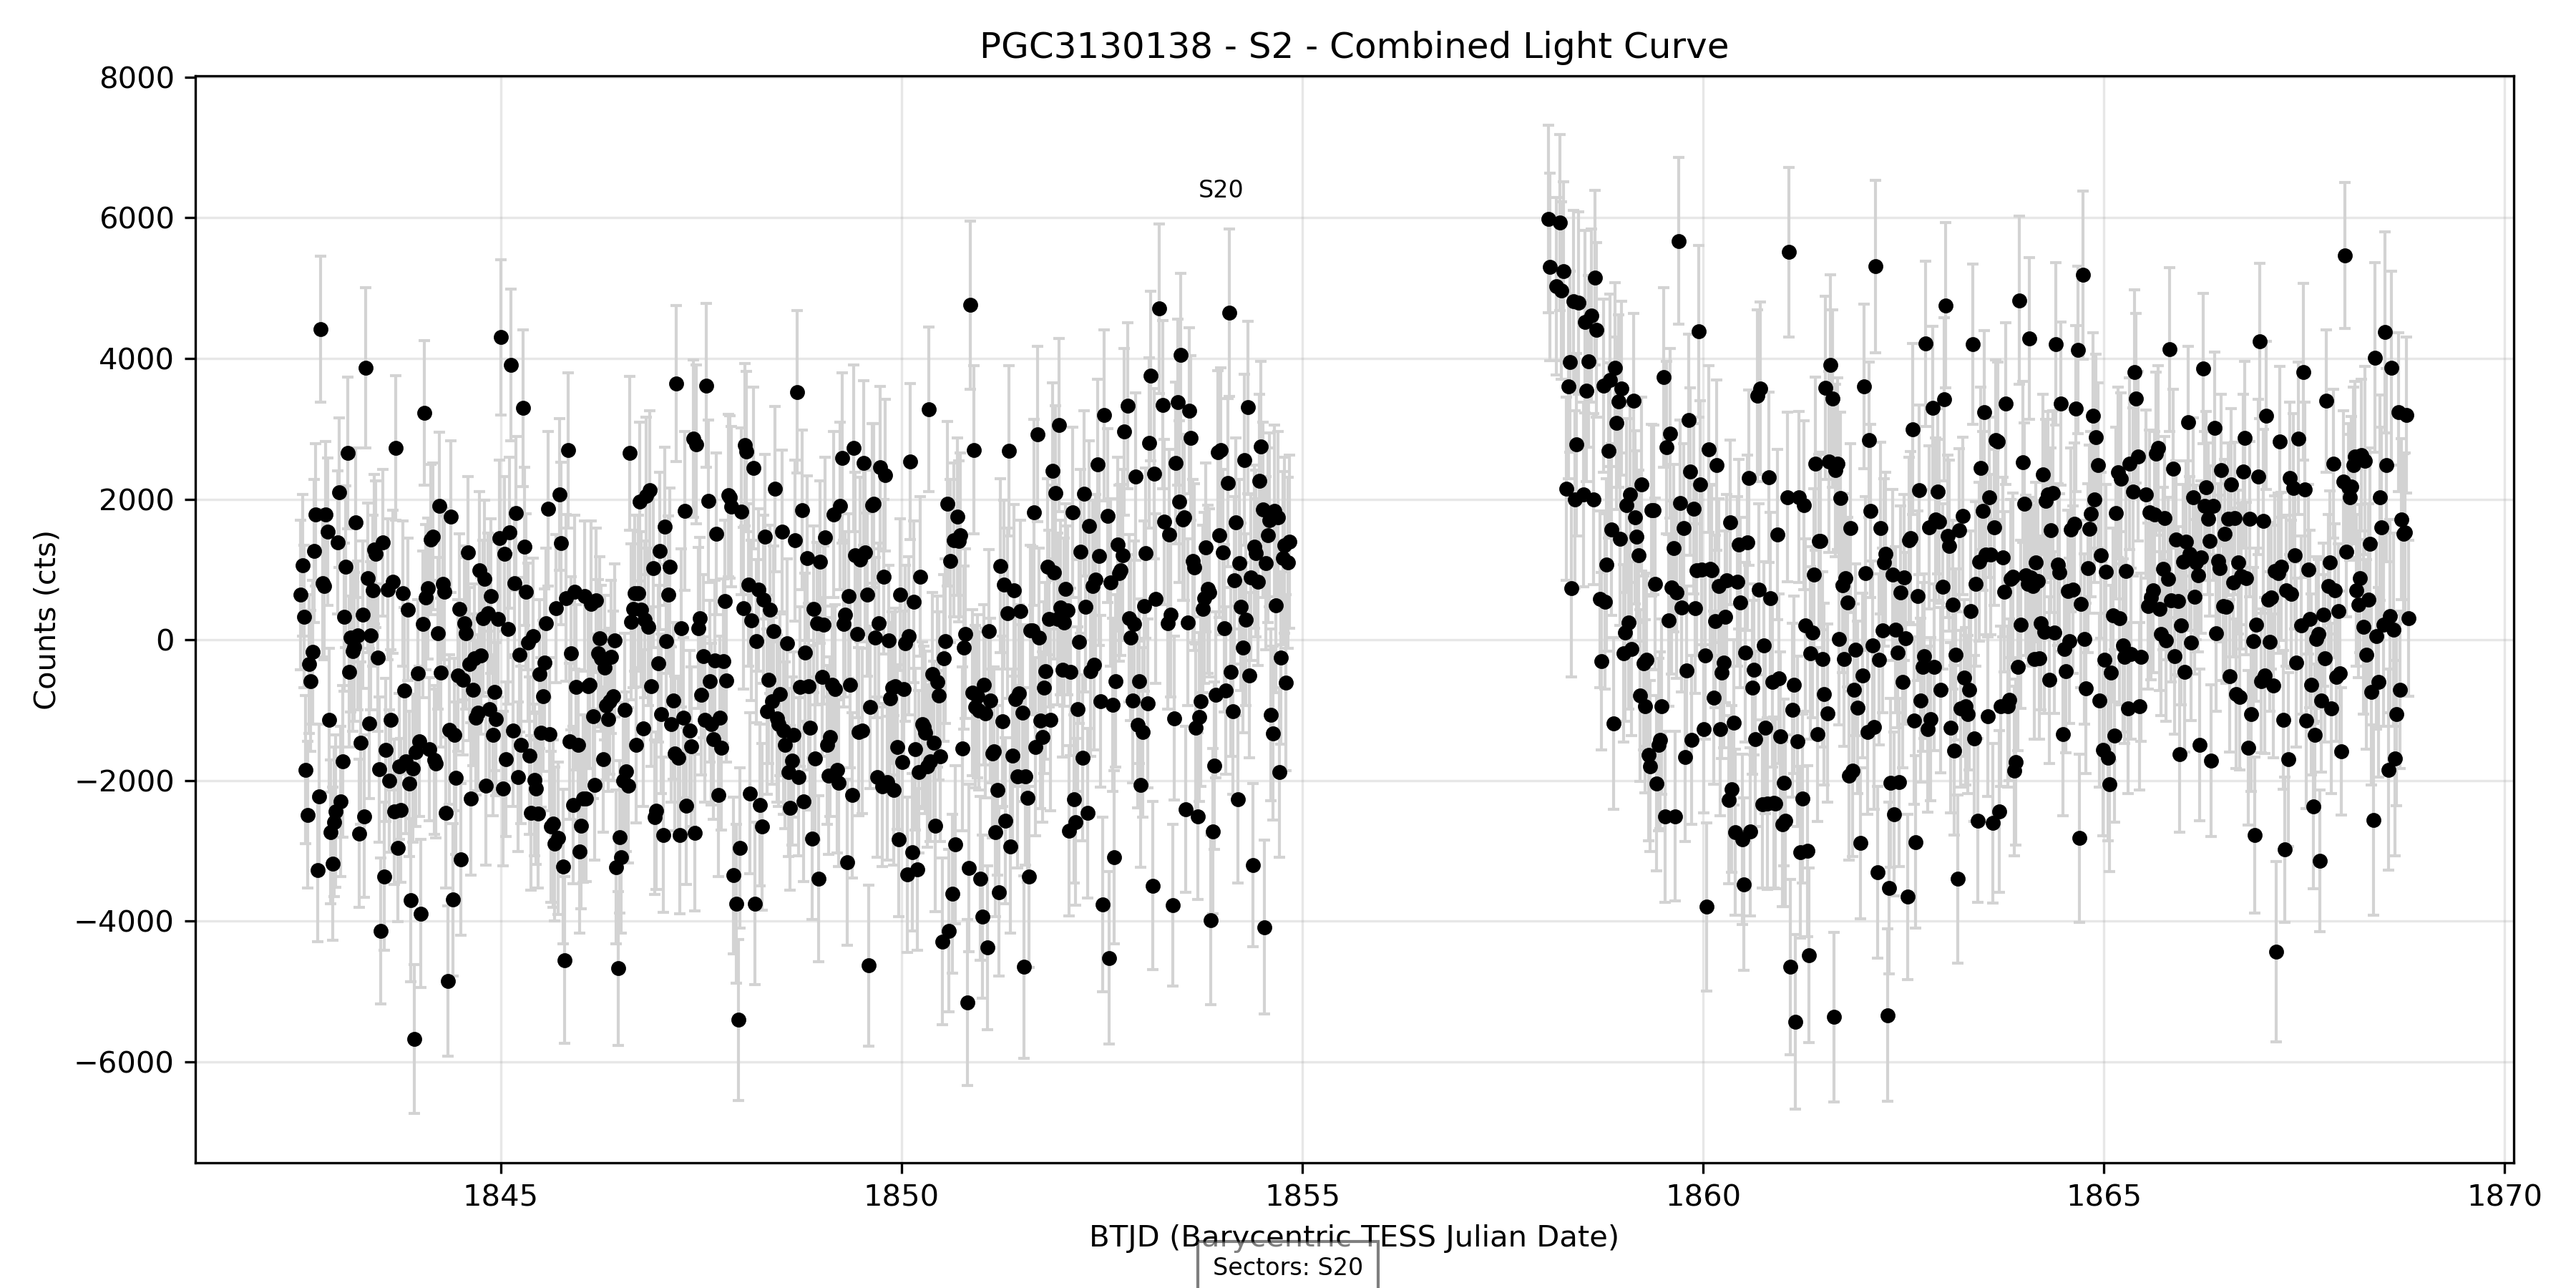 PGC3130138 - S2 - Combined Light Curve
8000
6000
4000
2000
0
−2000
−4000
−6000
Counts (cts)
S20
1845
1850
1855
1860
1865
1870
BTJD (Barycentric TESS Julian Date)
Sectors: S20